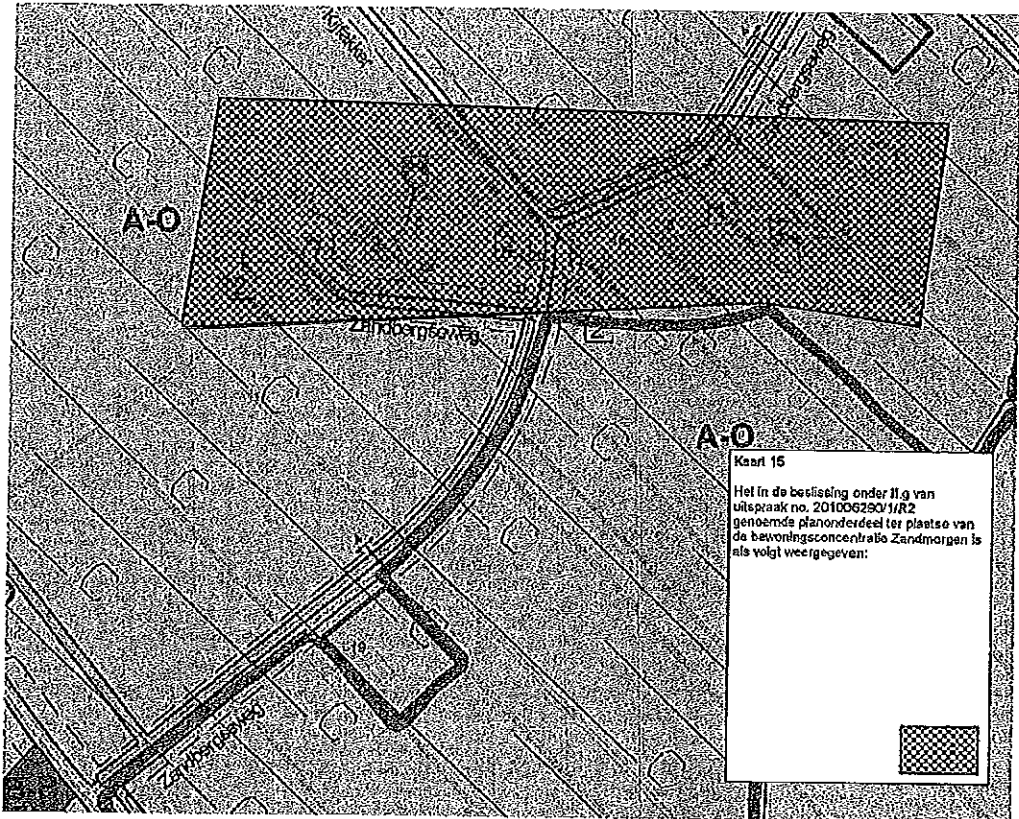 A-O
Zandbergseweg
A-O
19
Zandbergseweg
Kaart 15
Het in de beslissing onder II.g van
uitspraak no. 201006290/1/R2
genoemde planonderdeel ter plaatse van
de bewoningsconcentratie Zandmorgen is
als volgt weergegeven: